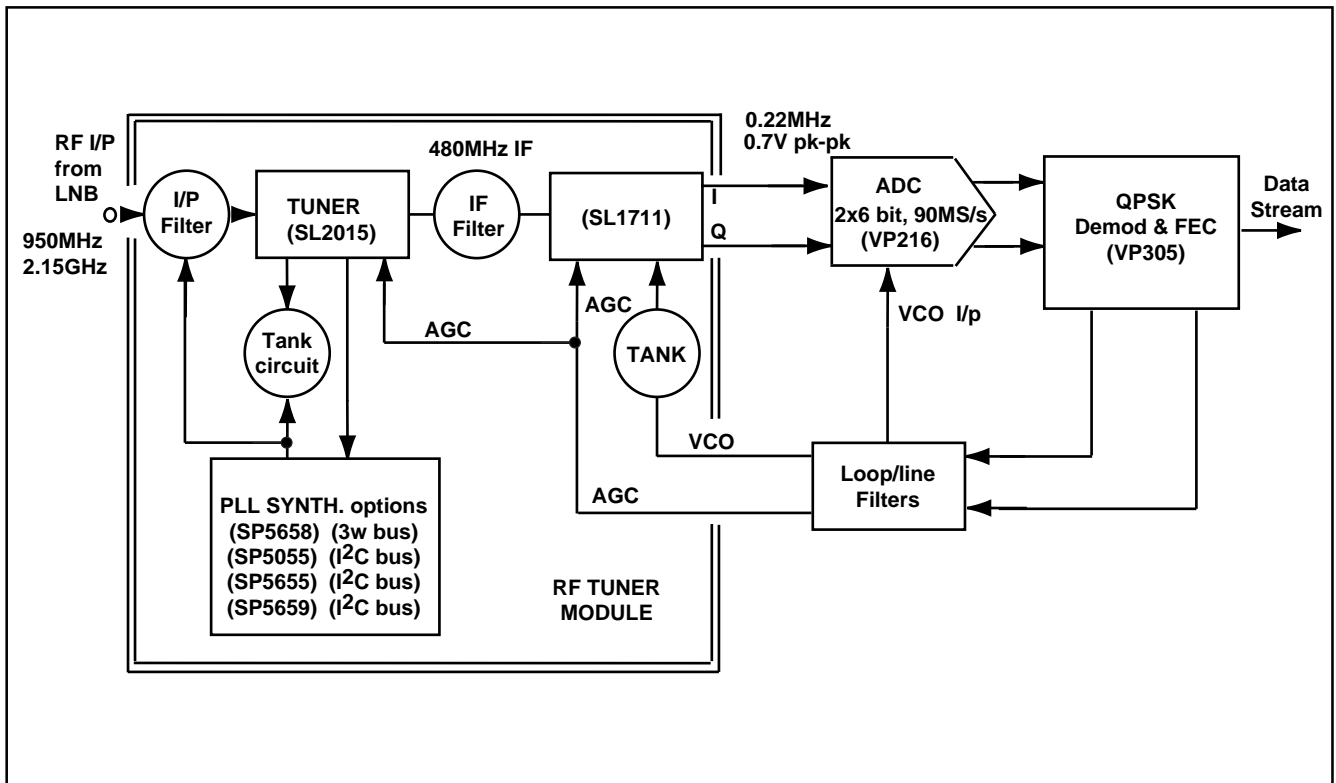 RF I/P
from
LNB
950MHz
2.15GHz
I/P
Filter
TUNER
(SL2015)
480MHz IF
IF
Filter
(SL1711)
I
Q
0.22MHz
0.7V pk-pk
ADC
2x6 bit, 90MS/s
(VP216)
QPSK
Demod & FEC
(VP305)
Data
Stream
Tank
circuit
AGC
AGC
TANK
VCO I/p
VCO
AGC
Loop/line
Filters
PLL SYNTH. options
(SP5658) (3w bus)
(SP5055) (I²C bus)
(SP5655) (I²C bus)
(SP5659) (I²C bus)
RF TUNER
MODULE